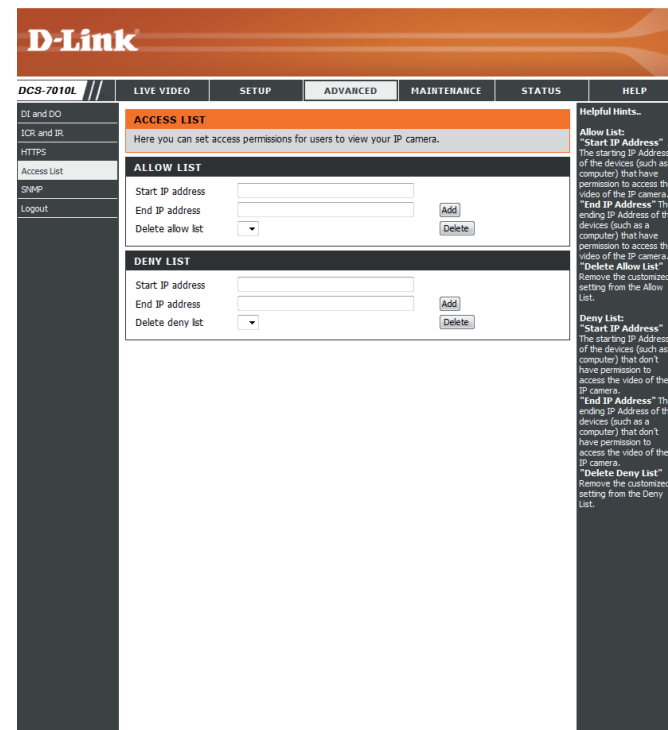 D-Link
DCS-7010L
LIVE VIDEO
SETUP
ADVANCED
MAINTENANCE
STATUS
HELP
DI and DO
ICR and IR
HTTPS
Access List
SNMP
Logout
ACCESS LIST
Here you can set access permissions for users to view your IP camera.
ALLOW LIST
Start IP address
End IP address
Add
Delete allow list
Delete
DENY LIST
Start IP address
End IP address
Add
Delete deny list
Delete
Helpful Hints..
Allow List:
"Start IP Address"
The starting IP Address
of the devices (such as
computer) that have
permission to access th
video of the IP camera.
"End IP Address" Th
ending IP Address of th
devices (such as a
computer) that have
permission to access th
video of the IP camera.
"Delete Allow List"
Remove the customized
setting from the Allow
List.
Deny List:
"Start IP Address"
The starting IP Address
of the devices (such as
computer) that don't
have permission to
access the video of the
IP camera.
"End IP Address" Th
ending IP Address of th
devices (such as a
computer) that don't
have permission to
access the video of the
IP camera.
"Delete Deny List"
Remove the customized
setting from the Deny
List.